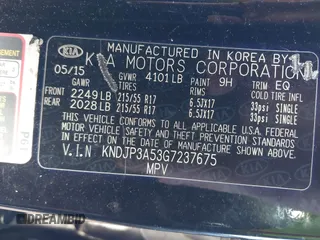 MANUFACTURED IN KOREA BY
KIA KIA MOTORS CORPORATION
05/15 GVWR 4101LB PAINT 9H TRIM EQ
GAWR TIRES RIMS
FRONT 2249LB 215/55 R17 6.5JX17 33psi SINGLE
REAR 2028LB 215/55 R17 6.5JX17 33psi SINGLE
THIS VEHICLE CONFORMS TO ALL APPLICABLE
U.S.A. FEDERAL MOTOR VEHICLE SAFETY, BUMPER,
AND THEFT PREVENTION STANDARDS IN EFFECT ON
THE DATE OF MANUFACTURE SHOWN ABOVE.
V.I.N KNDJP3A53G7237675
MPV
DREAMBID